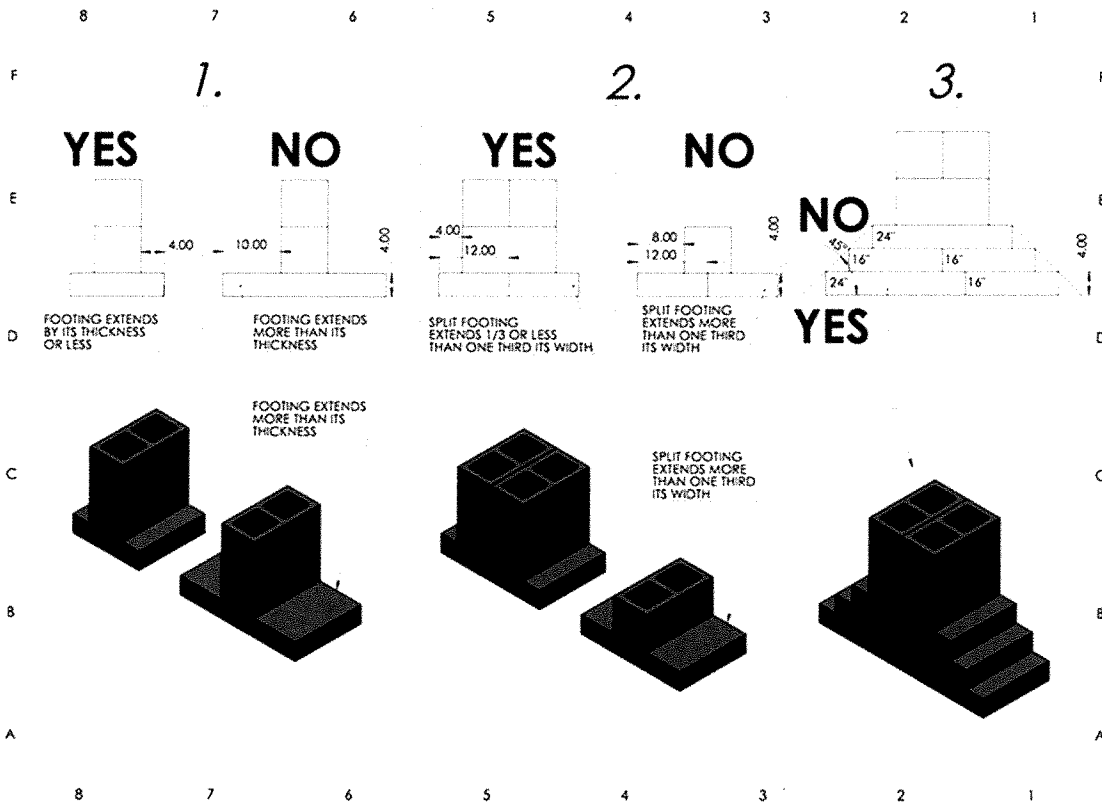 8 7 6 5 4 3 2 1
F 1. 2. 3. F
YES NO YES NO
E E
NO
4.00 10.00 4.00 4.00 8.00 4.00 45° 24" 4.00
12.00 12.00 16" 16"
24" 16"
YES
FOOTING EXTENDS
BY ITS THICKNESS
OR LESS
FOOTING EXTENDS
MORE THAN ITS
THICKNESS
SPLIT FOOTING
EXTENDS 1/3 OR LESS
THAN ONE THIRD ITS WIDTH
SPLIT FOOTING
EXTENDS MORE
THAN ONE THIRD
ITS WIDTH
D D
FOOTING EXTENDS
MORE THAN ITS
THICKNESS
SPLIT FOOTING
EXTENDS MORE
THAN ONE THIRD
ITS WIDTH
C C
B B
A A
8 7 6 5 4 3 2 1